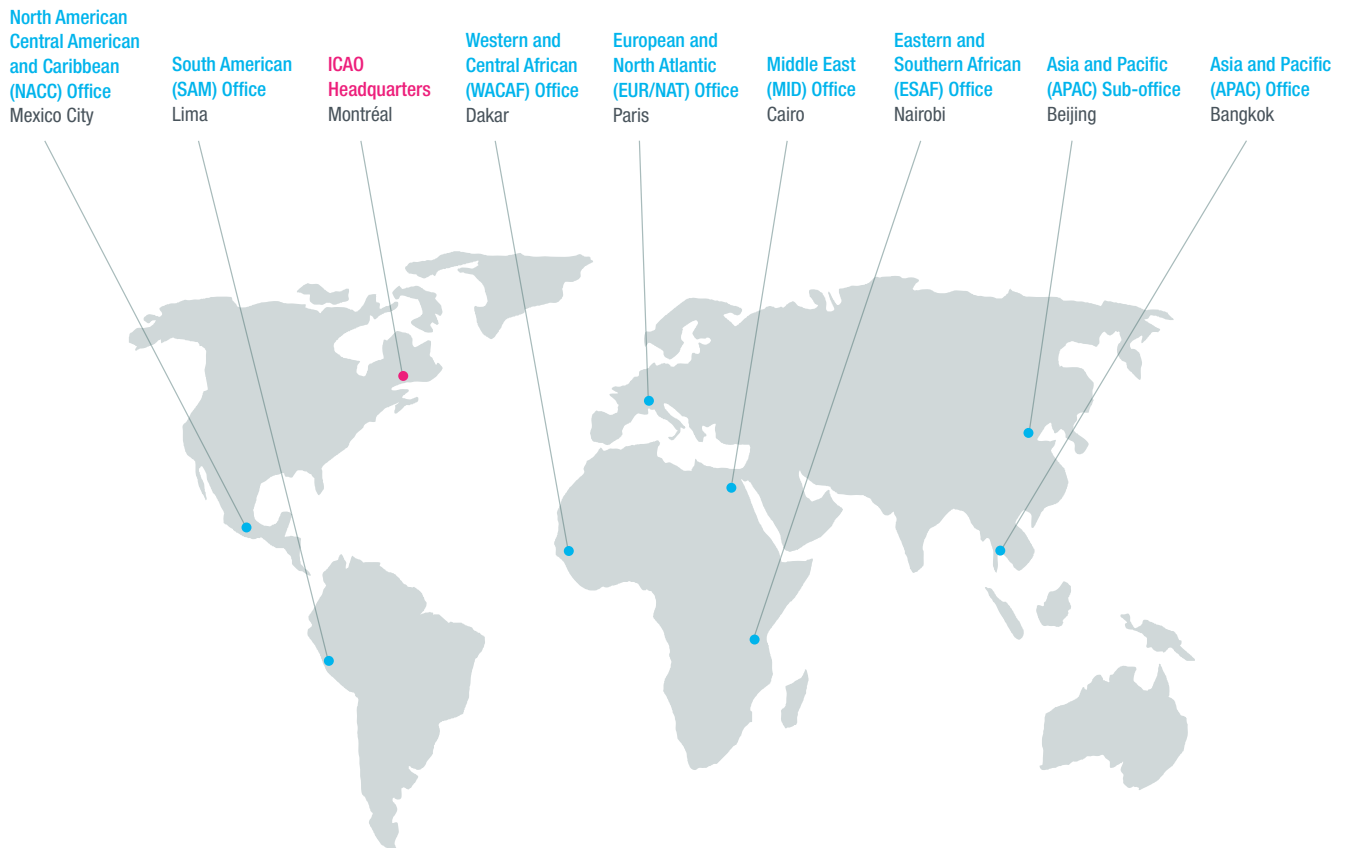 North American
Central American
and Caribbean
(NACC) Office
Mexico City
South American
(SAM) Office
Lima
ICAO
Headquarters
Montréal
Western and
Central African
(WACAF) Office
Dakar
European and
North Atlantic
(EUR/NAT) Office
Paris
Middle East
(MID) Office
Cairo
Eastern and
Southern African
(ESAF) Office
Nairobi
Asia and Pacific
(APAC) Sub-office
Beijing
Asia and Pacific
(APAC) Office
Bangkok